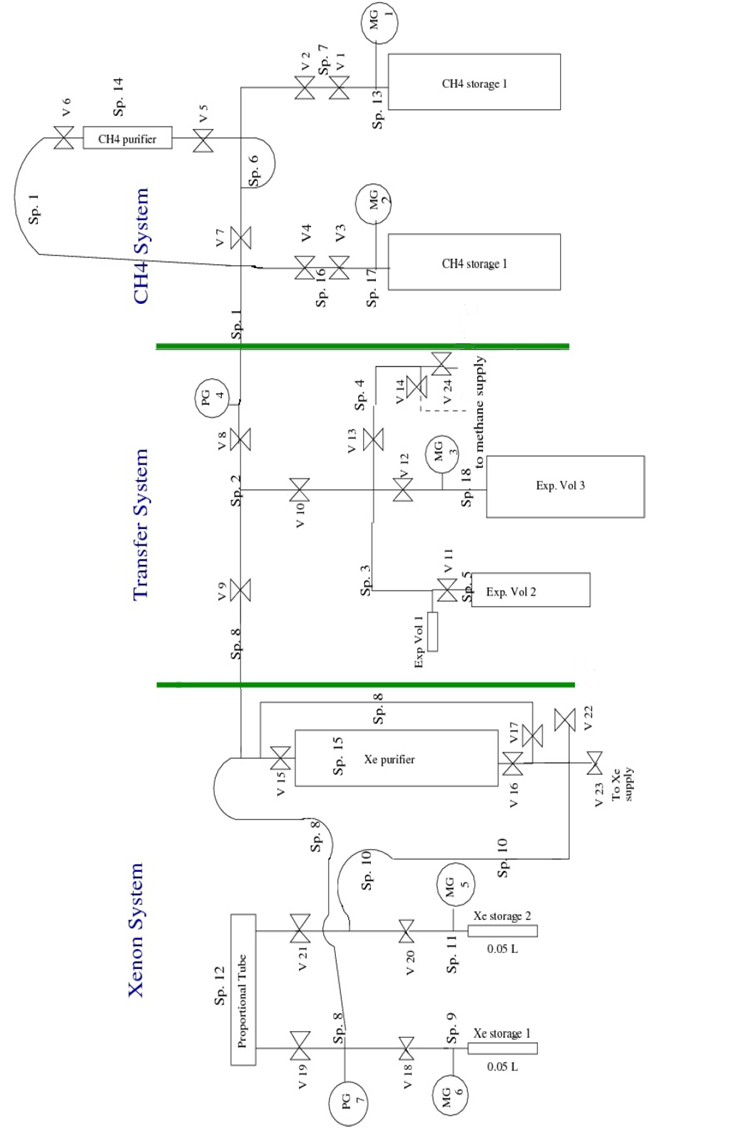 MG
1
V 2
Sp. 7
V 1
Sp. 13
CH4 storage 1
V 6
Sp. 14
CH4 purifier
V 5
Sp. 1
Sp. 6
CH4 System
V 7
V4
V3
MG
2
Sp. 16
Sp. 17
CH4 storage 1
Sp. 1
PG
4
V 8
Sp. 4
V 14
V 24
to methane supply
V 13
MG
3
V 12
Transfer System
Sp. 2
V 10
Sp. 18
Exp. Vol 3
V 9
Sp. 3
V 11
Sp. 5
Exp. Vol 2
Exp Vol 1
Sp. 8
Sp. 8
Sp. 15
Xe purifier
V 15
V17
V 22
V 16
V 23
To Xe
supply
Sp. 8
Sp. 10
Sp. 10
Xenon System
MG
5
Sp. 12
Proportional Tube
V 21
V 20
Sp. 11
Xe storage 2
0.05 L
Sp. 8
Sp. 9
V 19
V 18
Xe storage 1
0.05 L
PG
7
MG
6